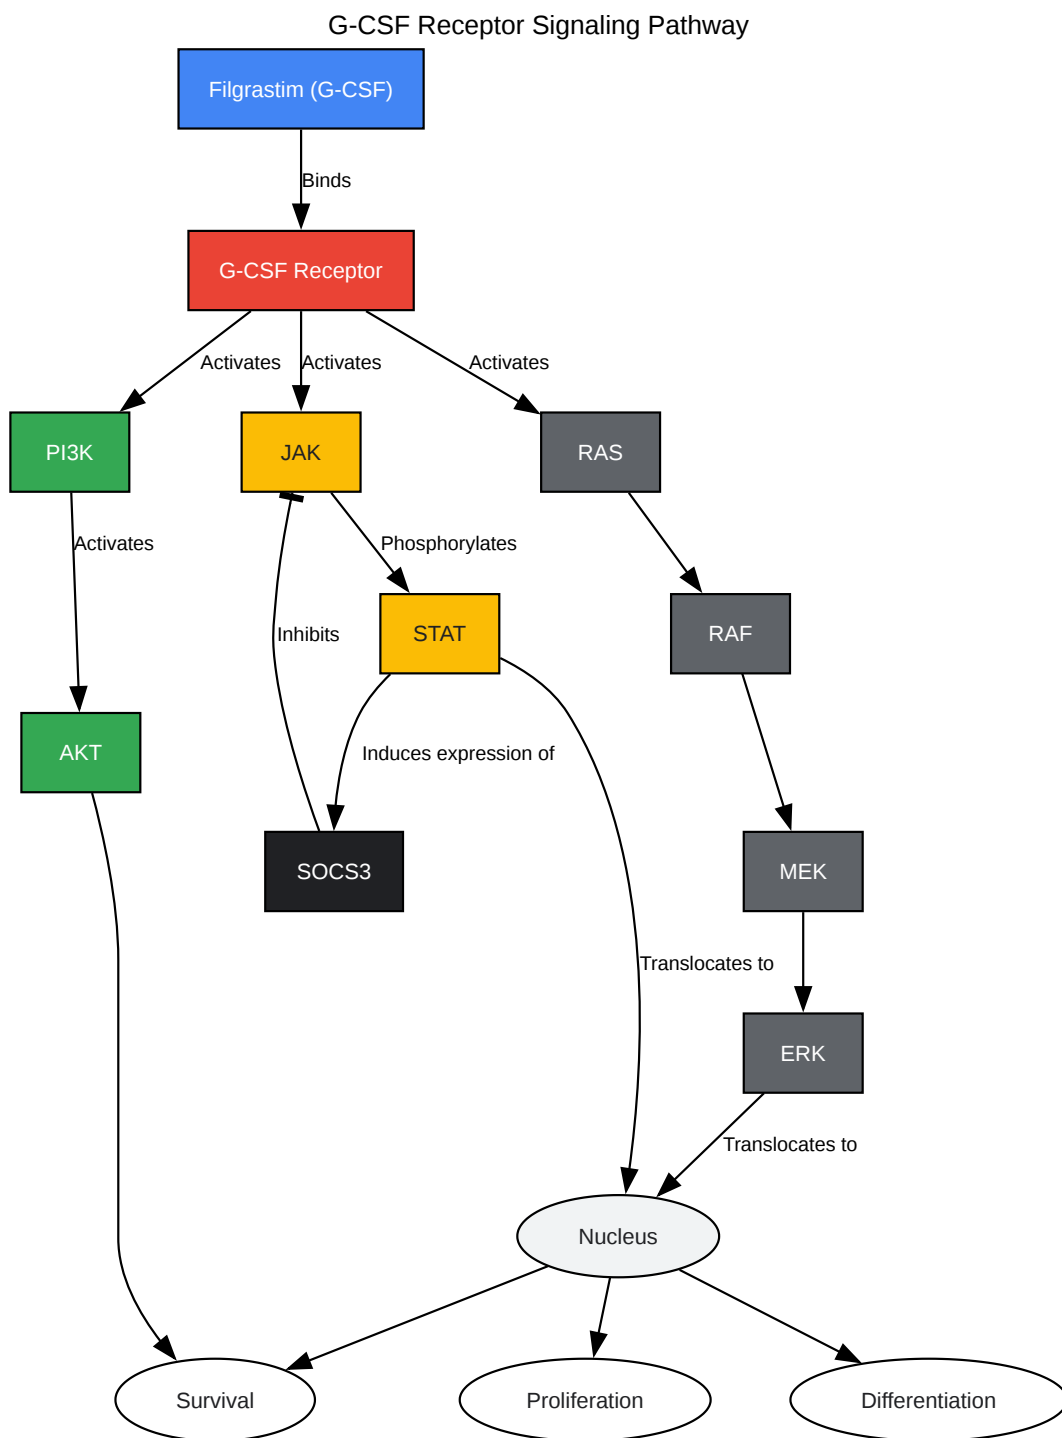 G-CSF Receptor Signaling Pathway
Filgrastim (G-CSF)
Binds
G-CSF Receptor
Activates
Activates
Activates
PI3K
JAK
RAS
Activates
Phosphorylates
Inhibits
STAT
RAF
AKT
Induces expression of
SOCS3
MEK
Translocates to
ERK
Translocates to
Nucleus
Survival
Proliferation
Differentiation